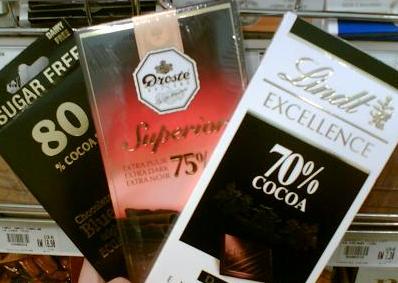 DAIRY
FREE
SUGAR FREE
80
% COCOA
Droste
Superior
EXTRA PUUR
EXTRA DARK
EXTRA NOIR
75%
Lindt
EXCELLENCE
70%
COCOA